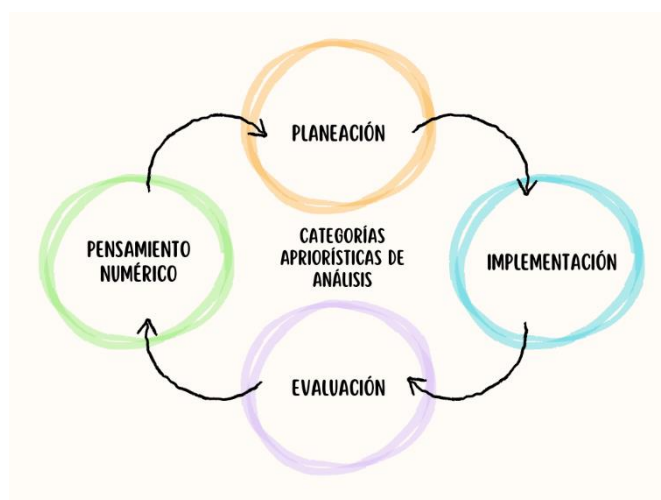 PLANEACIÓN
CATEGORÍAS
APRIORÍSTICAS DE
ANÁLISIS
PENSAMIENTO
NUMÉRICO
IMPLEMENTACIÓN
EVALUACIÓN